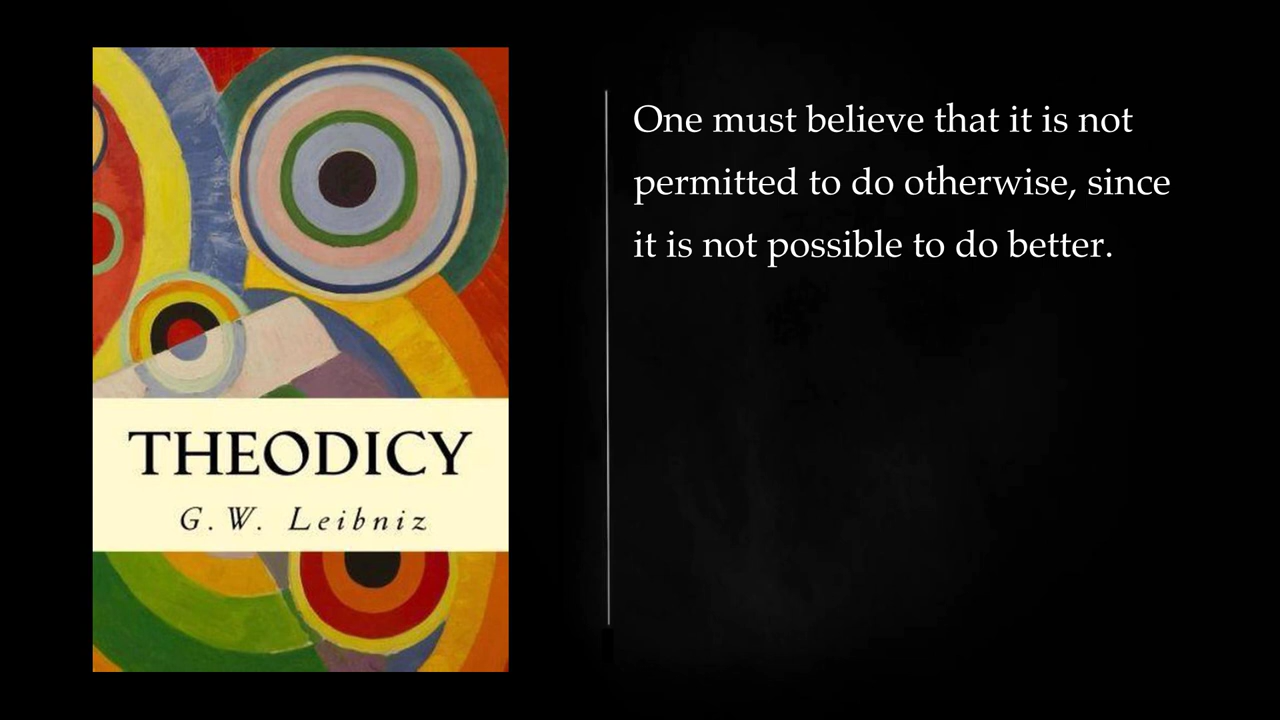 THEODICY
G. W. Leibniz
One must believe that it is not
permitted to do otherwise, since
it is not possible to do better.